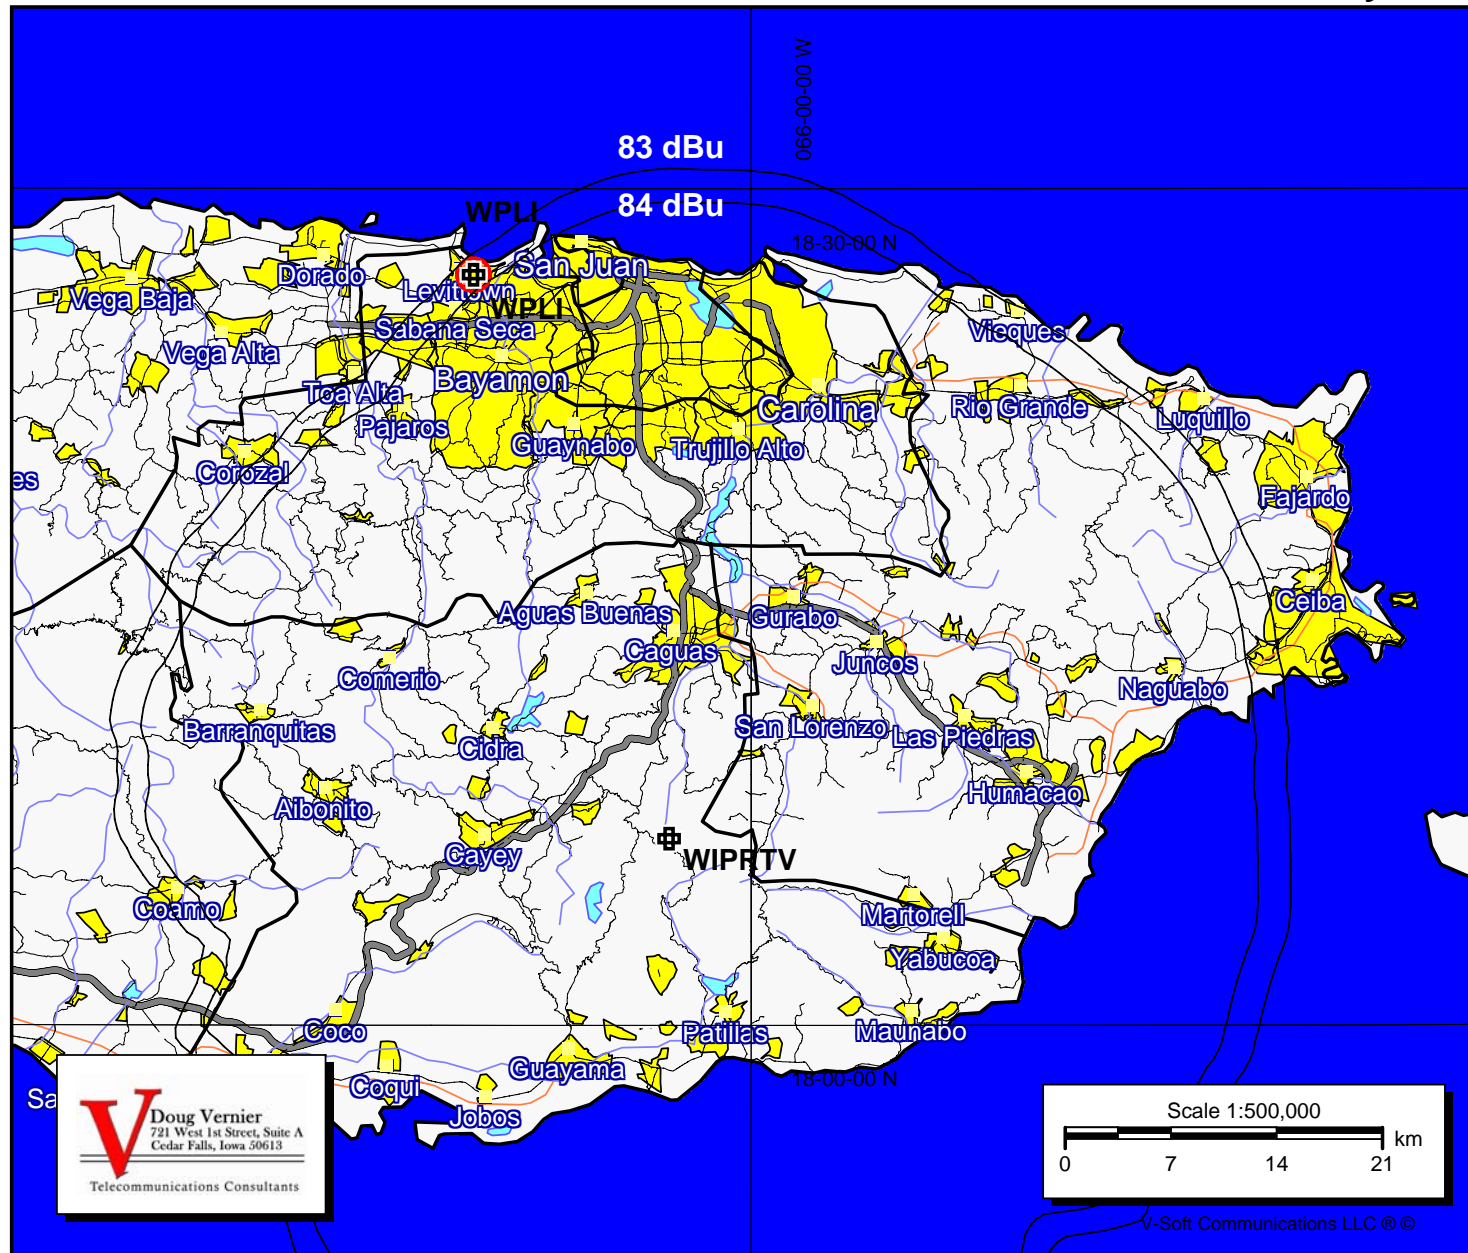 066-00-00 W
83 dBu
84 dBu
WPLI
18-30-00 N
San Juan
Dorado
Levittown
Vega Baja
WPLI
Sabana Seca
Vieques
Vega Alta
Bayamon
Toa Alta
Carolina
Rio Grande
Luquillo
Pajaros
Guaynabo
Trujillo Alto
Corozal
es
Fajardo
Ceiba
Aguas Buenas
Gurabo
Caguas
Juncos
Comerio
Naguabo
Barranquitas
San Lorenzo
Las Piedras
Cidra
Humacao
Aibonito
Cayey
WIPRTV
Coamo
Martorell
Yabucoa
Coco
Patillas
Maunabo
Guayama
18-00-00 N
Coqui
Sa
Jobos
V Doug Vernier
721 West 1st Street, Suite A
Cedar Falls, Iowa 50613
Telecommunications Consultants
Scale 1:500,000
km
0 7 14 21
V-Soft Communications LLC ® ©